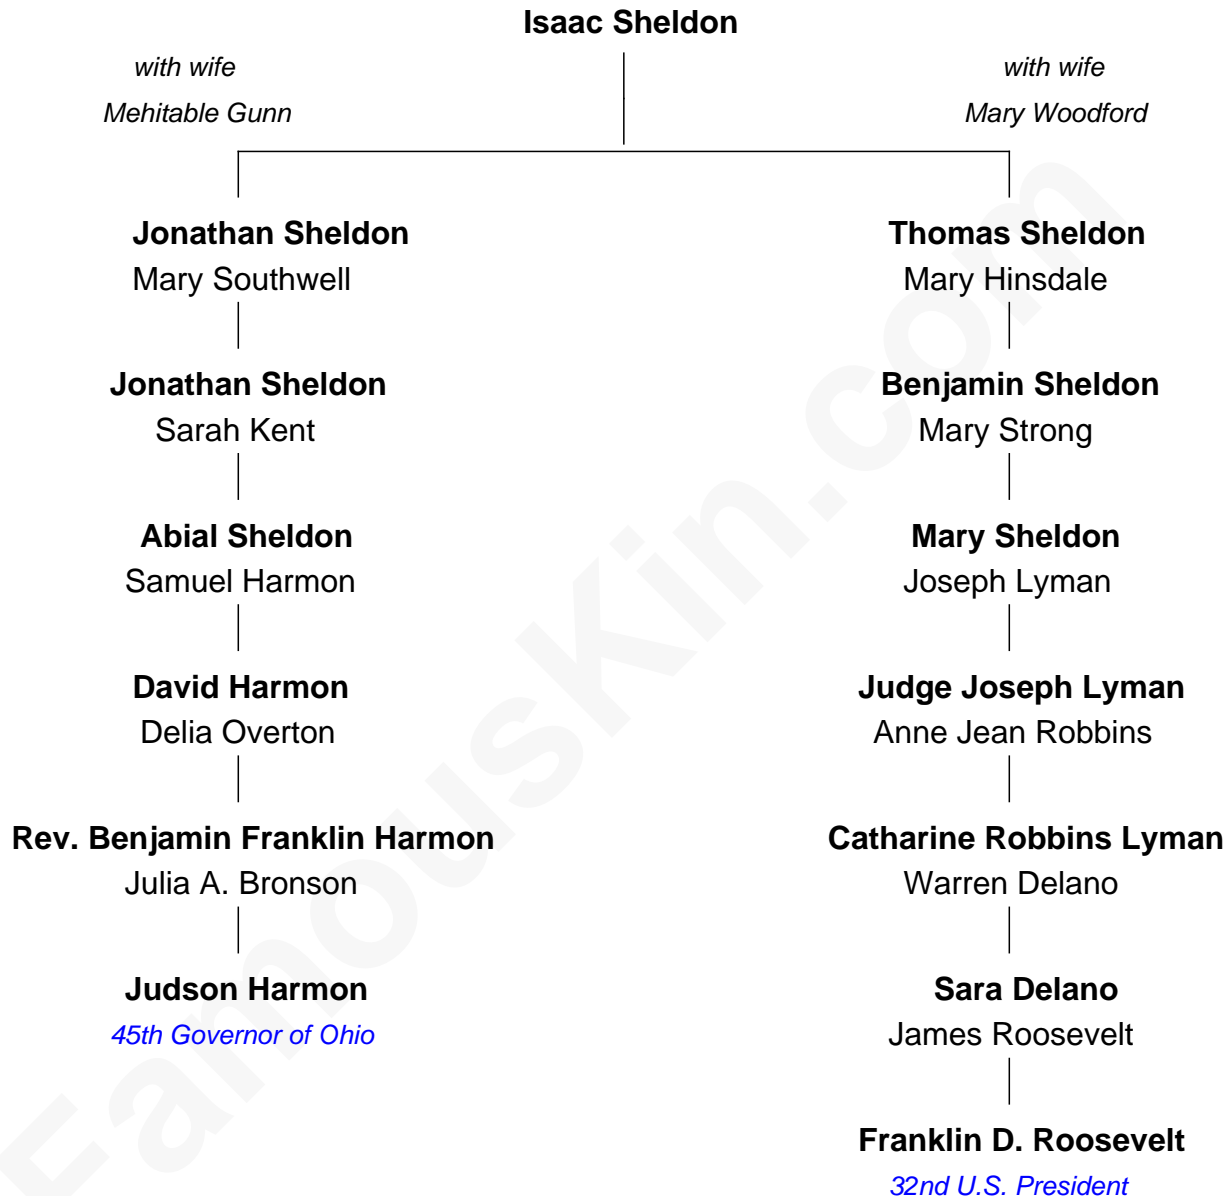 Isaac Sheldon
with wife
Mehitable Gunn
with wife
Mary Woodford
Jonathan Sheldon
Mary Southwell
Thomas Sheldon
Mary Hinsdale
Jonathan Sheldon
Sarah Kent
Benjamin Sheldon
Mary Strong
Abial Sheldon
Samuel Harmon
Mary Sheldon
Joseph Lyman
David Harmon
Delia Overton
Judge Joseph Lyman
Anne Jean Robbins
Rev. Benjamin Franklin Harmon
Julia A. Bronson
Catharine Robbins Lyman
Warren Delano
Judson Harmon
45th Governor of Ohio
Sara Delano
James Roosevelt
Franklin D. Roosevelt
32nd U.S. President
FamousKin.com